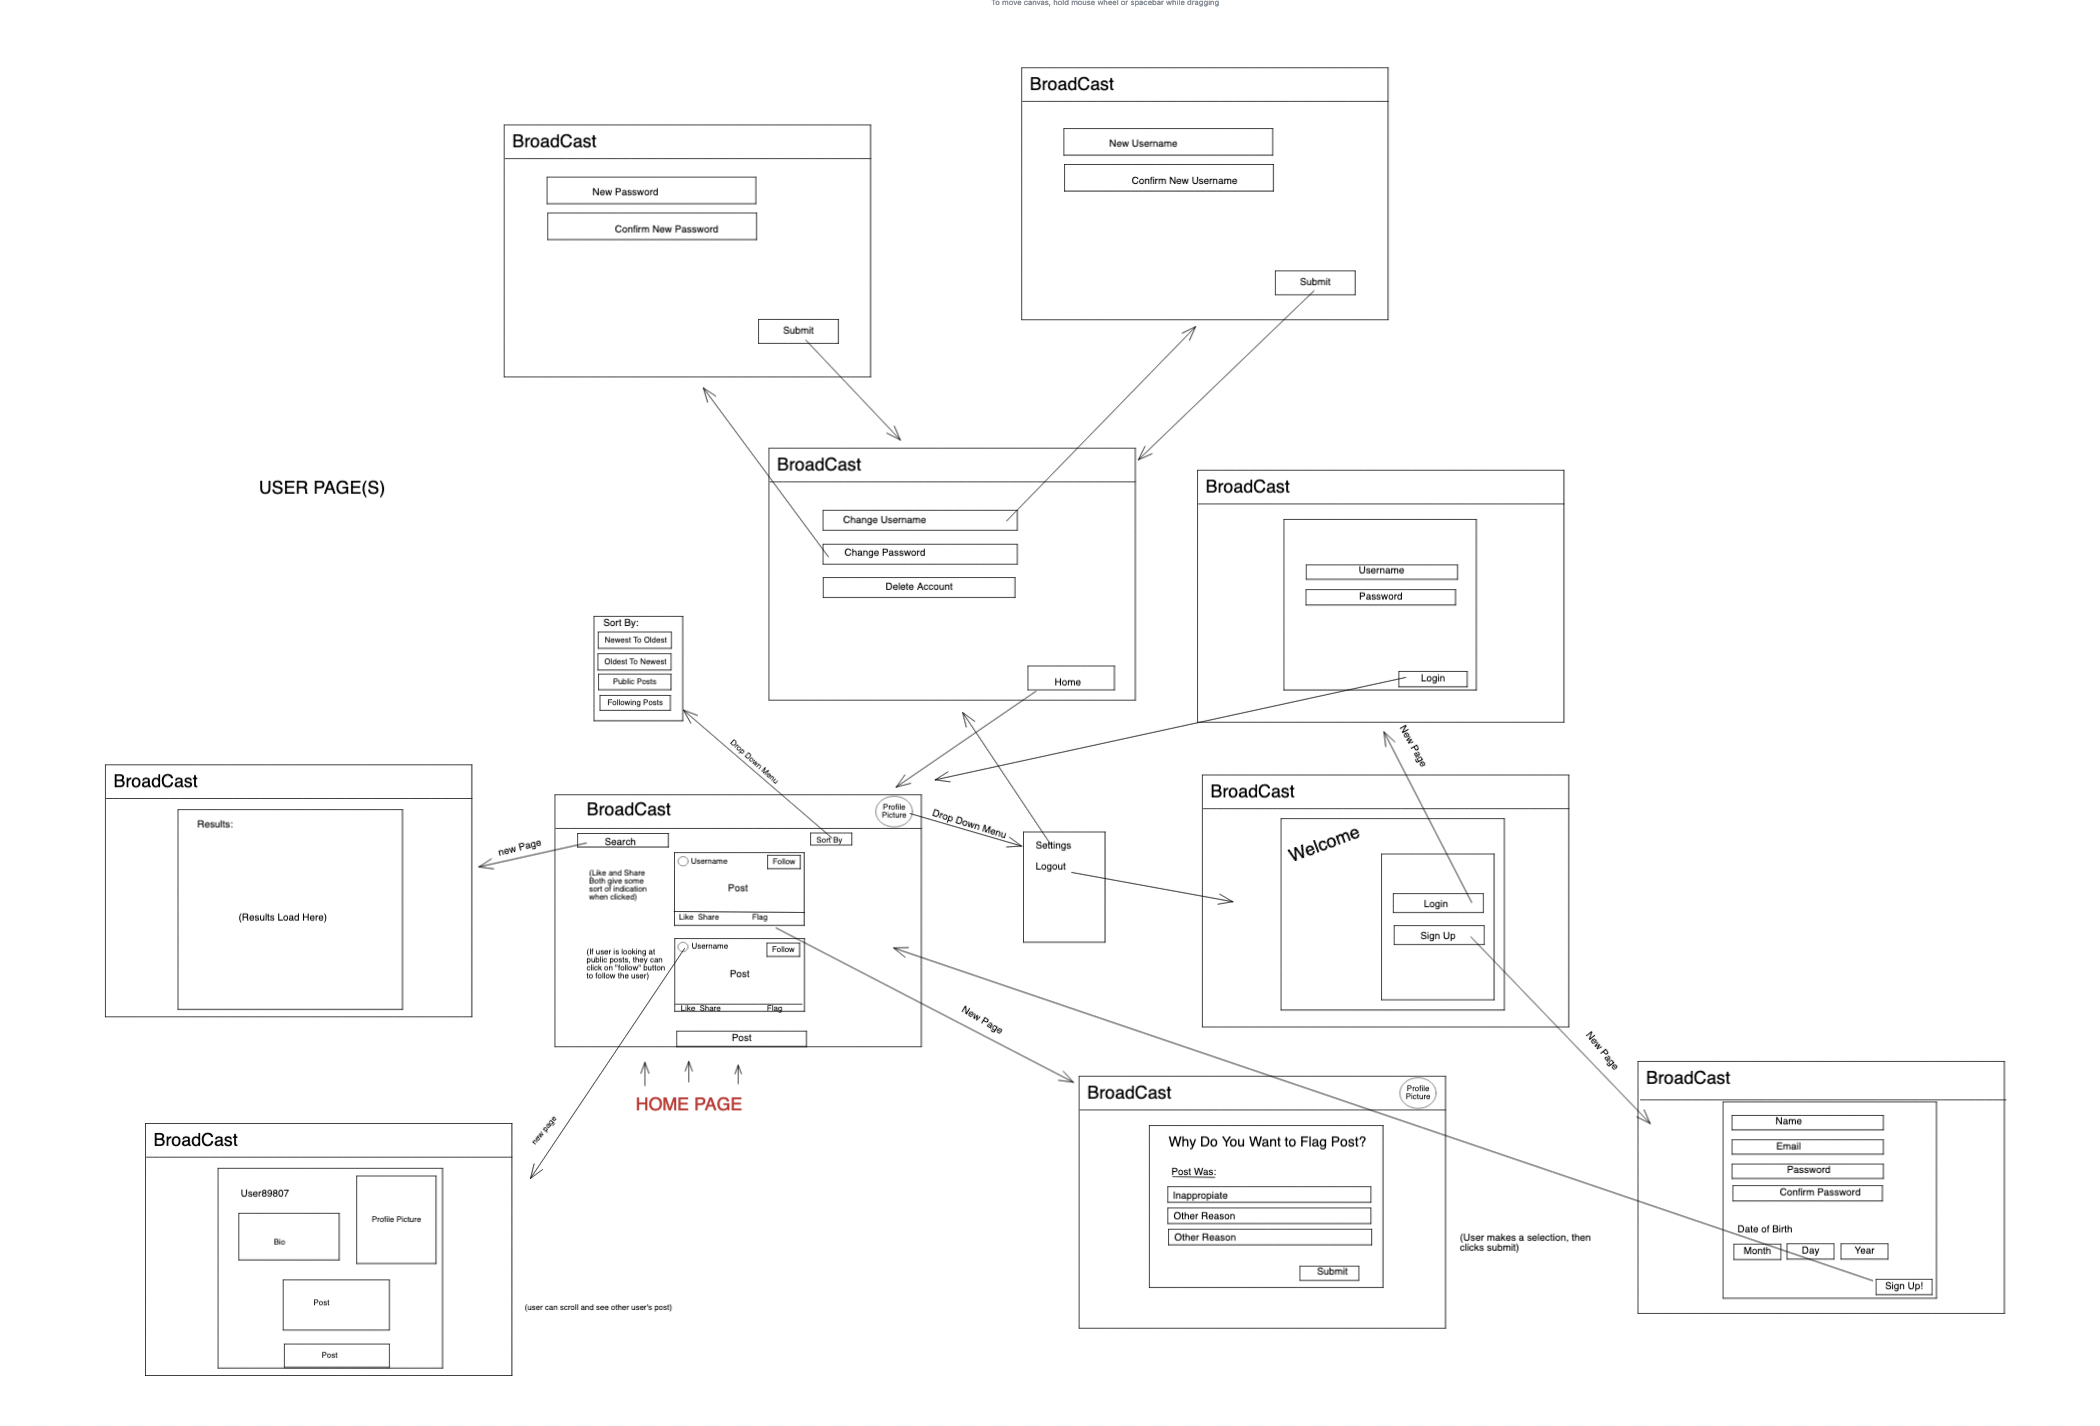 To move canvas, hold mouse wheel or spacebar while dragging
BroadCast
New Username
Confirm New Username
Submit
BroadCast
New Password
Confirm New Password
Submit
USER PAGE(S)
BroadCast
Change Username
Change Password
Delete Account
Home
BroadCast
Username
Password
Login
Sort By:
Newest To Oldest
Oldest To Newest
Public Posts
Following Posts
Drop Down Menu
New Page
BroadCast
Results:
(Results Load Here)
new Page
BroadCast
Profile
Picture
Search
Sort By
Username
Follow
Post
Like Share
Flag
(Like and Share
Both give some
sort of indication
when clicked)
Username
Follow
Post
Like Share
Flag
(If user is looking at
public posts, they can
click on "follow" button
to follow the user)
Post
HOME PAGE
Drop Down Menu
Settings
Logout
BroadCast
Welcome
Login
Sign Up
New Page
New Page
new page
BroadCast
User89807
Bio
Profile Picture
Post
Post
(user can scroll and see other user's post)
BroadCast
Profile
Picture
Why Do You Want to Flag Post?
Post Was:
Inappropiate
Other Reason
Other Reason
Submit
(User makes a selection, then
clicks submit)
BroadCast
Name
Email
Password
Confirm Password
Date of Birth
Month
Day
Year
Sign Up!